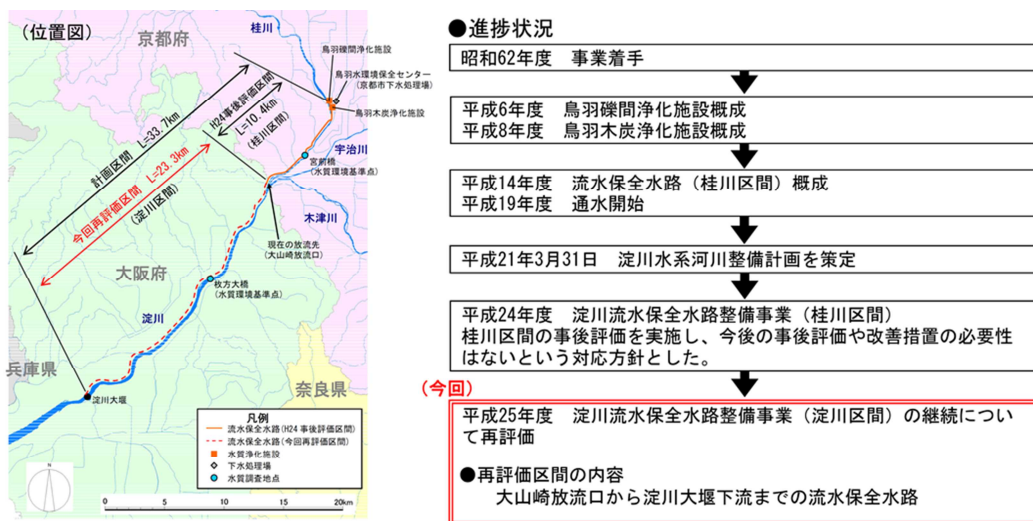 (位置図)
京都府
桂川
鳥羽礫間浄化施設
鳥羽水環境保全センター
(京都市下水処理場)
鳥羽木炭浄化施設
計画区間 L=33.7km
H24事後評価区間
L=10.4km
(桂川区間)
今回再評価区間 L=23.3km
(淀川区間)
宇治川
宮前橋
(水質環境基準点)
木津川
現在の放流先
(大山崎放流口)
大阪府
枚方大橋
(水質環境基準点)
淀川
兵庫県
奈良県
淀川大堰
凡例
流水保全水路(H24事後評価区間)
流水保全水路(今回再評価区間)
水質浄化施設
下水処理場
水質調査地点
N
0 5 10 15 20km
●進捗状況
昭和62年度 事業着手
平成6年度 鳥羽礫間浄化施設概成
平成8年度 鳥羽木炭浄化施設概成
平成14年度 流水保全水路(桂川区間)概成
平成19年度 通水開始
平成21年3月31日 淀川水系河川整備計画を策定
平成24年度 淀川流水保全水路整備事業(桂川区間)
桂川区間の事後評価を実施し、今後の事後評価や改善措置の必要性
はないという対応方針とした。
(今回)
平成25年度 淀川流水保全水路整備事業(淀川区間)の継続につい
て再評価
●再評価区間の内容
大山崎放流口から淀川大堰下流までの流水保全水路